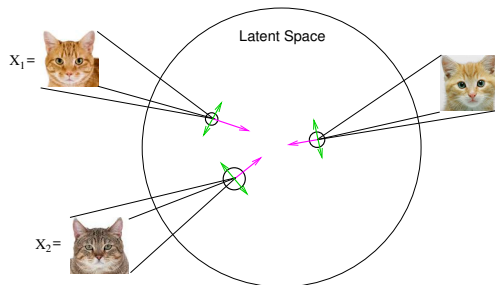 Latent Space
X₁=
X₂=